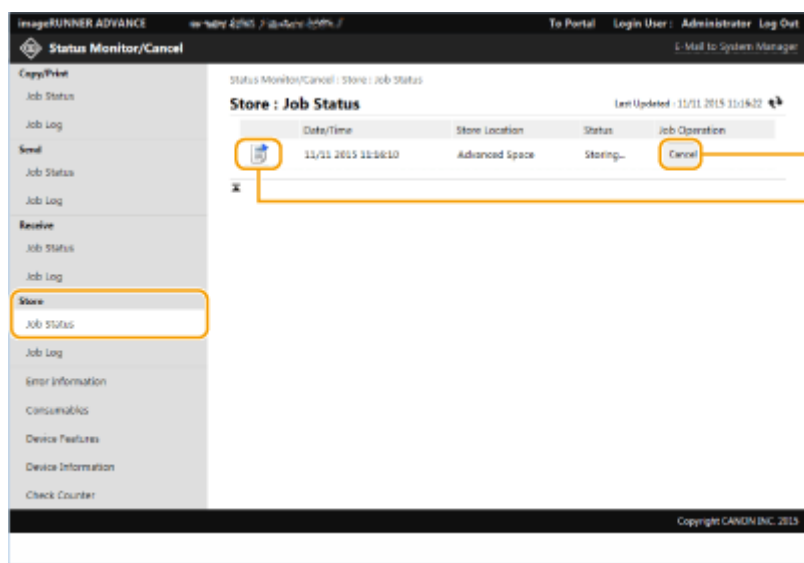 imageRUNNER ADVANCE To Portal Login User : Administrator Log Out
Status Monitor/Cancel E-Mail to System Manager
Copy/Print
Job Status
Job Log
Send
Job Status
Job Log
Receive
Job Status
Job Log
Store
Job Status
Job Log
Error Information
Consumables
Device Features
Device Information
Check Counter
Status Monitor/Cancel : Store : Job Status
Store : Job Status Last Updated : 11/11 2015 11:16:22
Date/Time Store Location Status Job Operation
11/11 2015 11:16:10 Advanced Space Storing... Cancel
Copyright CANON INC. 2015